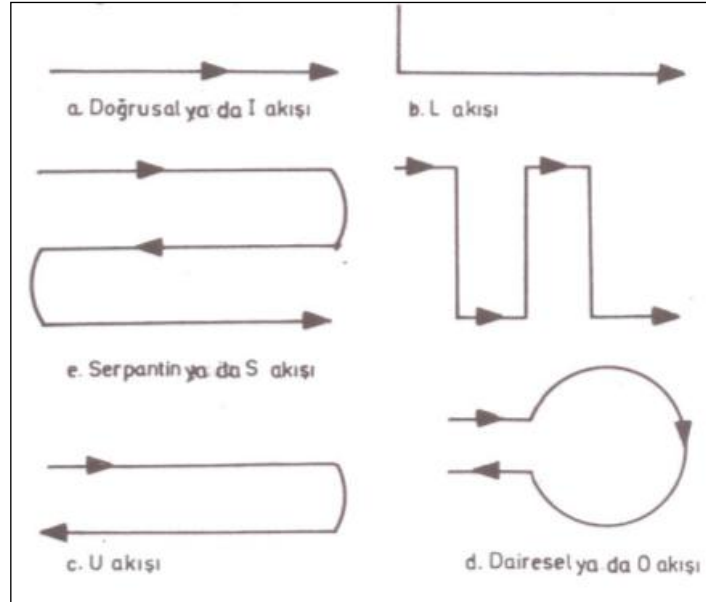 a. Doğrusal ya da I akışı
b. L akışı
e. Serpantin ya da S akışı
c. U akışı
d. Dairesel ya da O akışı